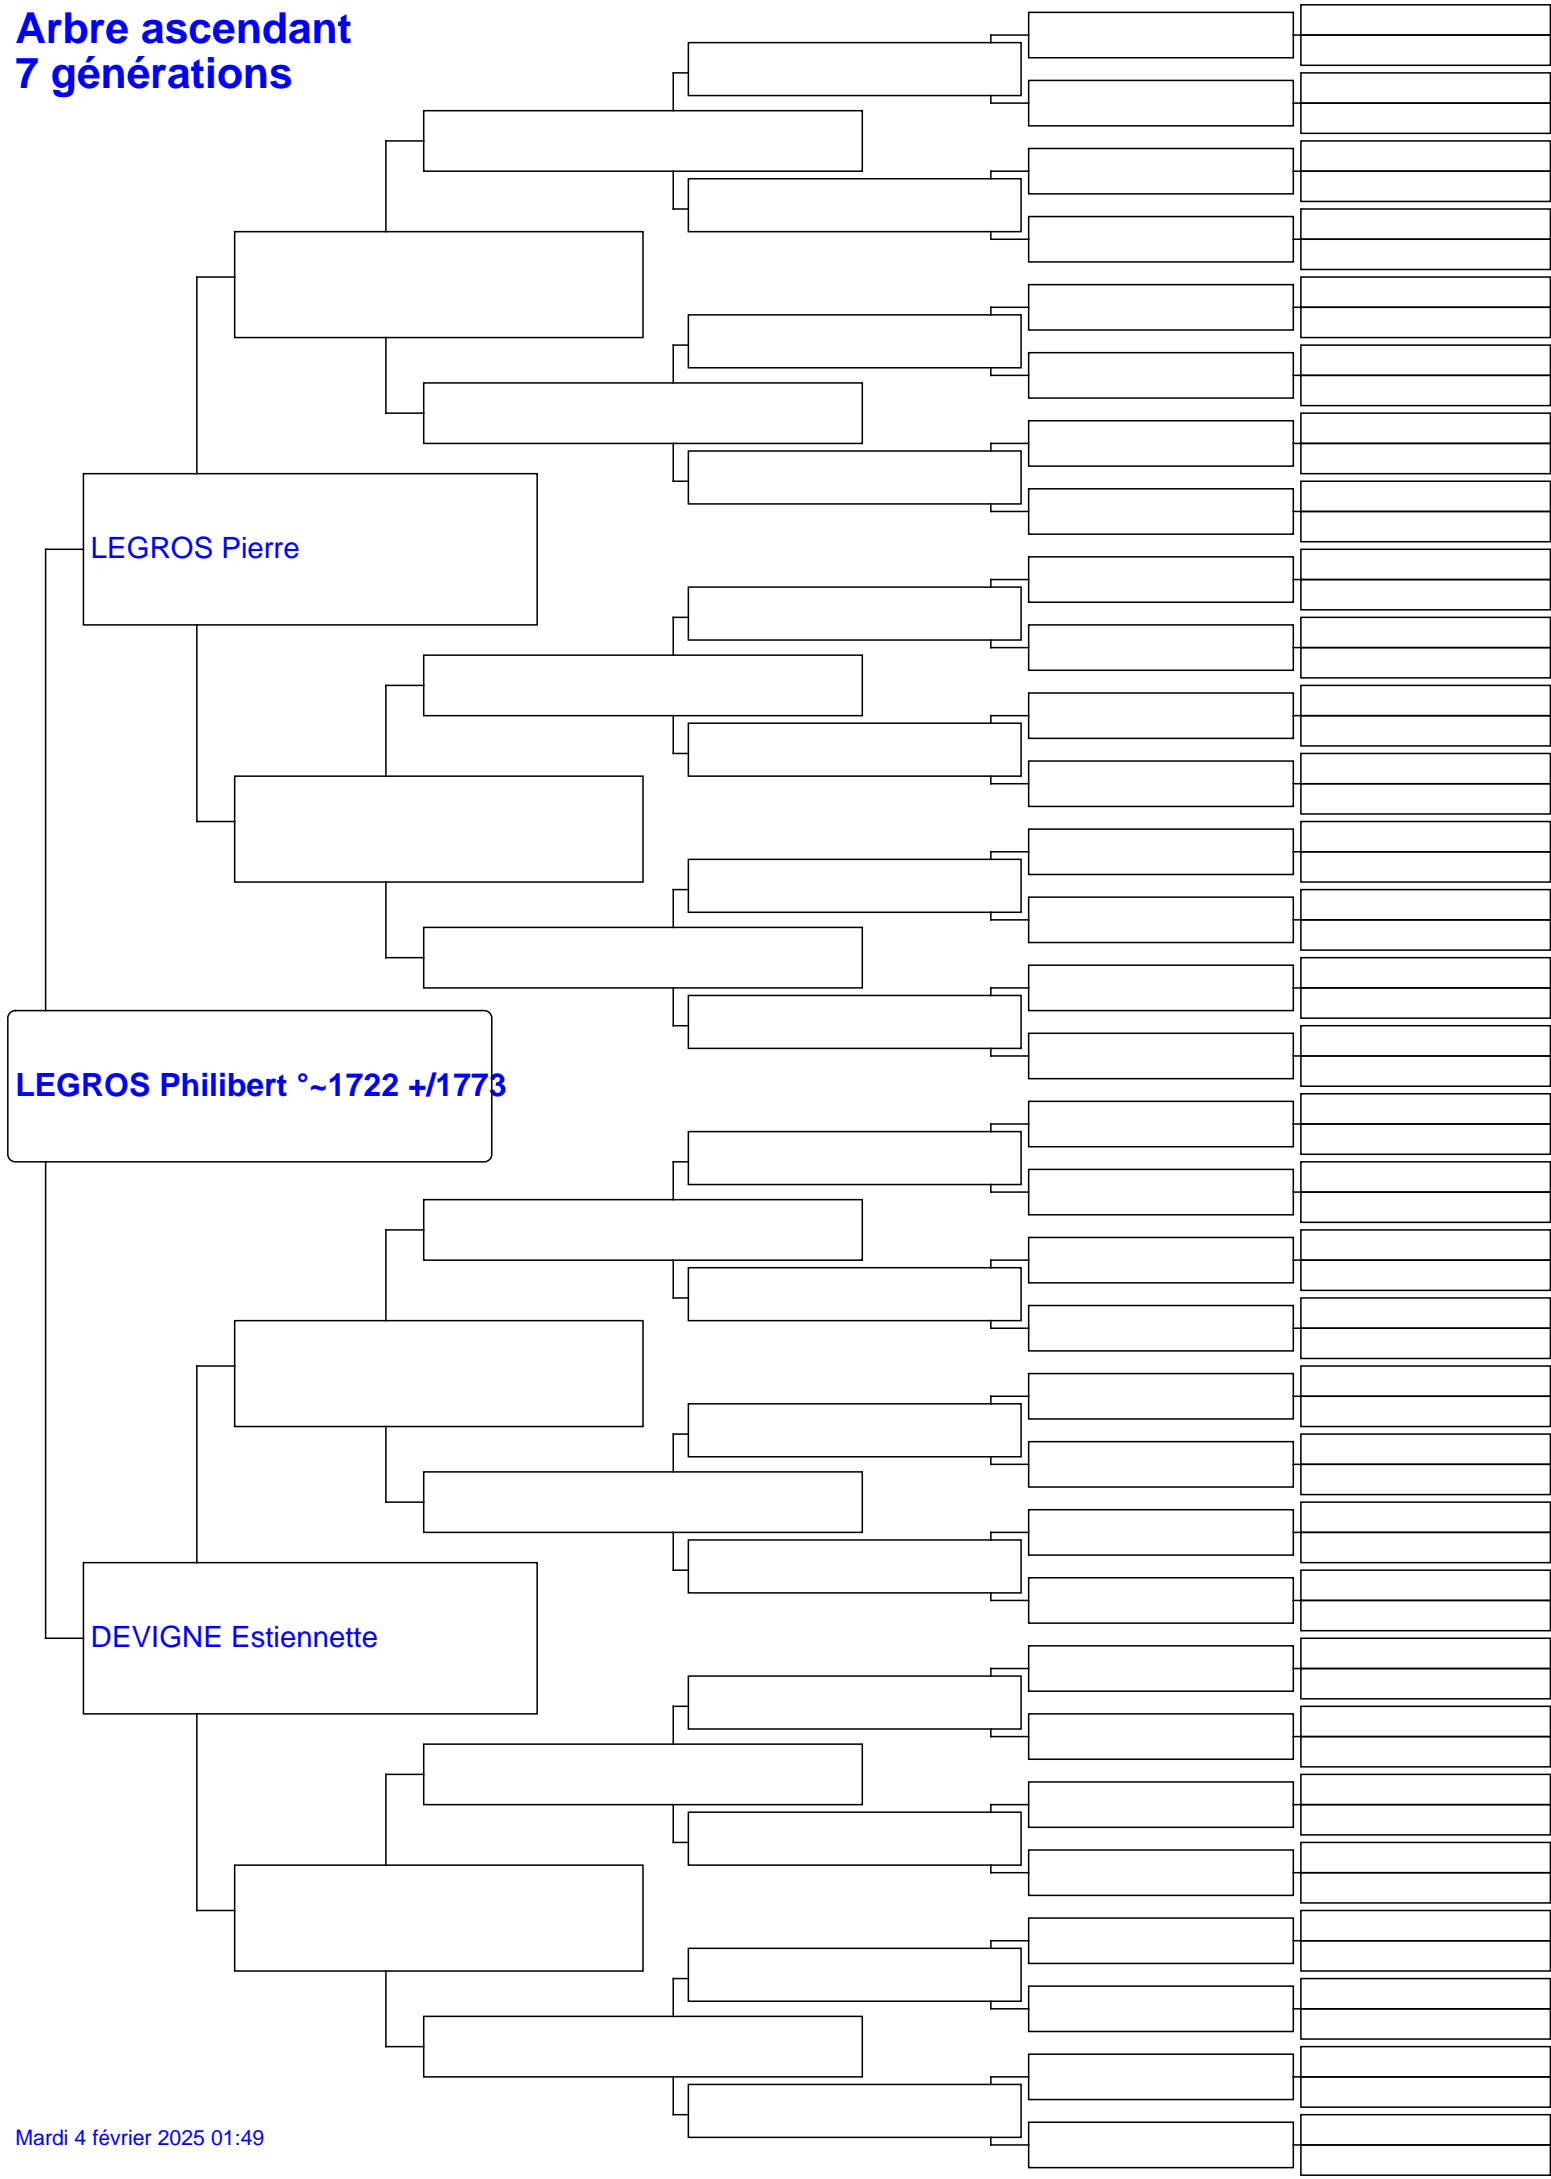 Arbre ascendant
7 générations
LEGROS Pierre
LEGROS Philibert °~1722 +/1773
DEVIGNE Estiennette
Mardi 4 février 2025 01:49